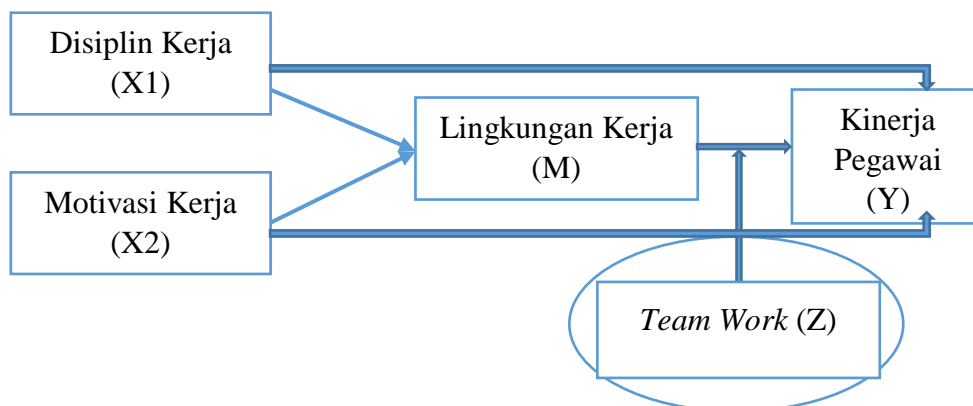 Disiplin Kerja
(X1)
Lingkungan Kerja
(M)
Kinerja
Pegawai
(Y)
Motivasi Kerja
(X2)
Team Work (Z)